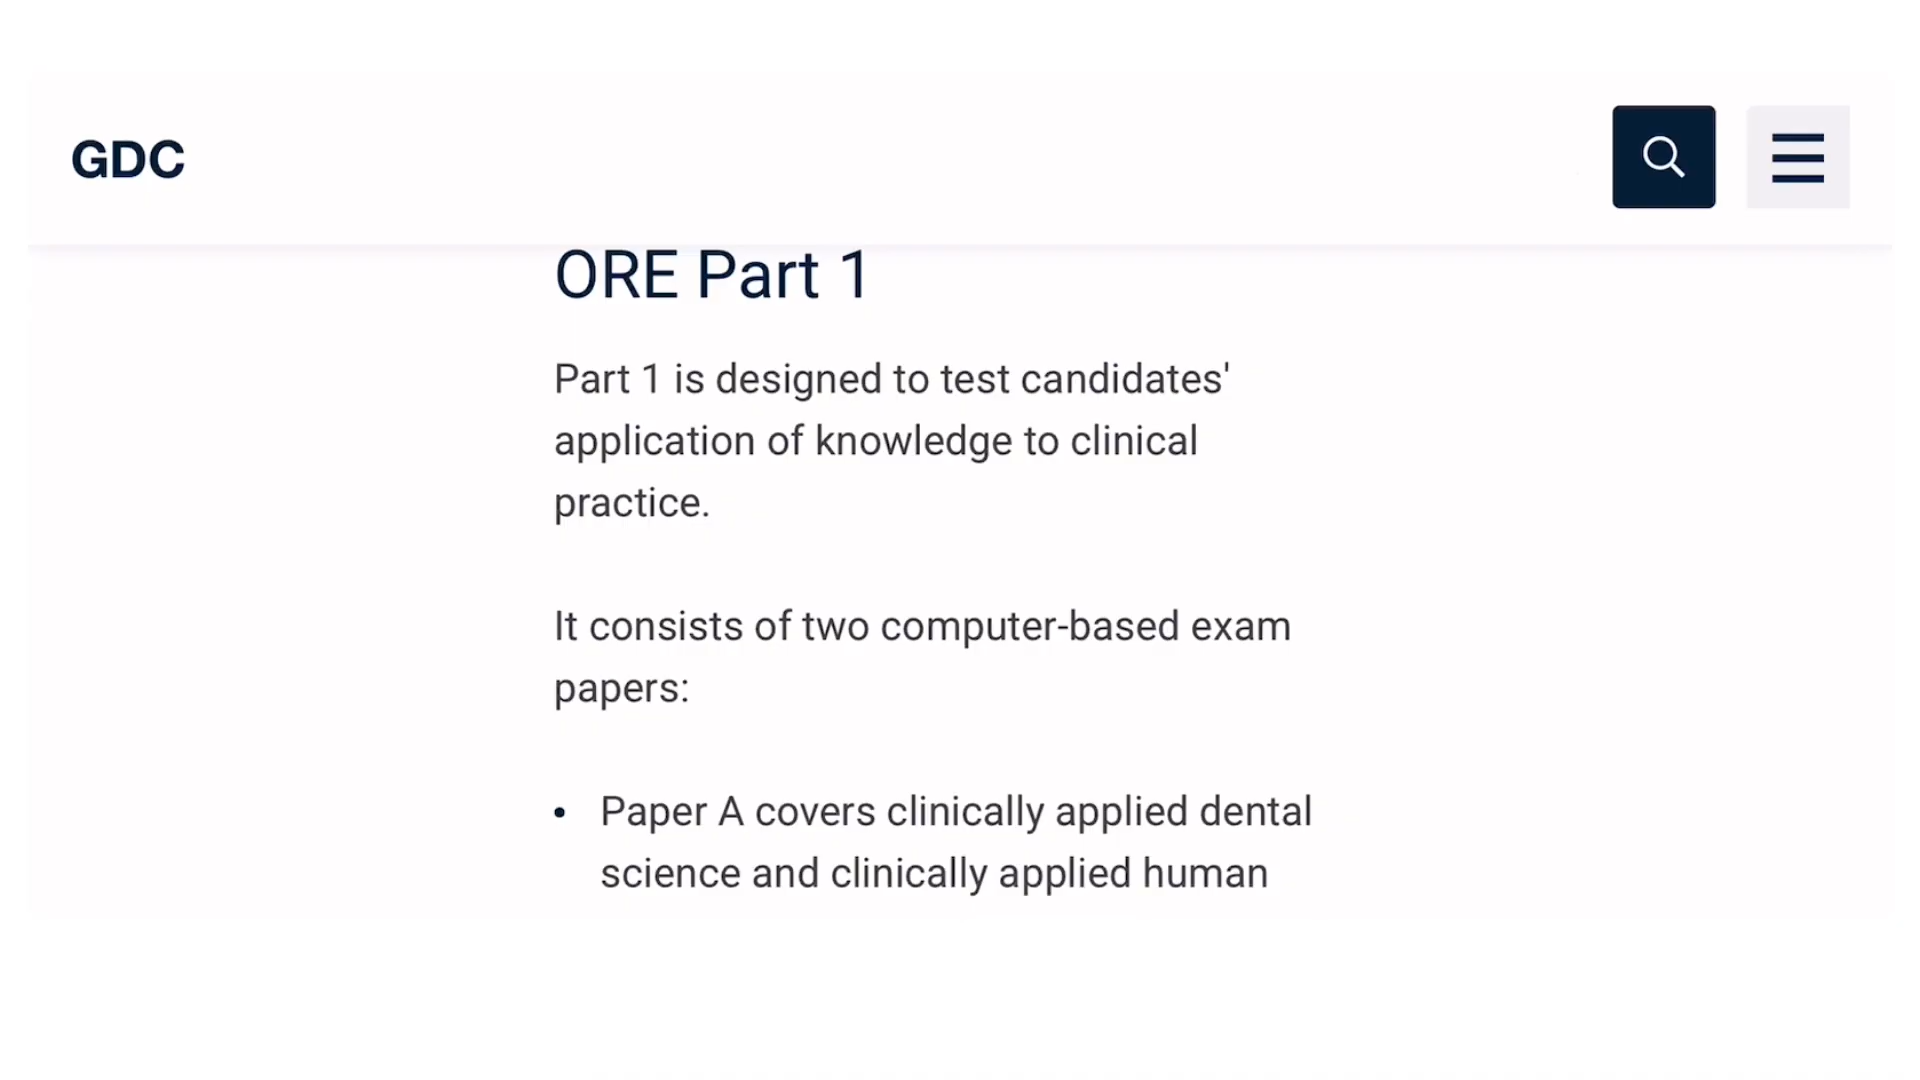 GDC
ORE Part 1
Part 1 is designed to test candidates'
application of knowledge to clinical
practice.
It consists of two computer-based exam
papers:
• Paper A covers clinically applied dental
science and clinically applied human